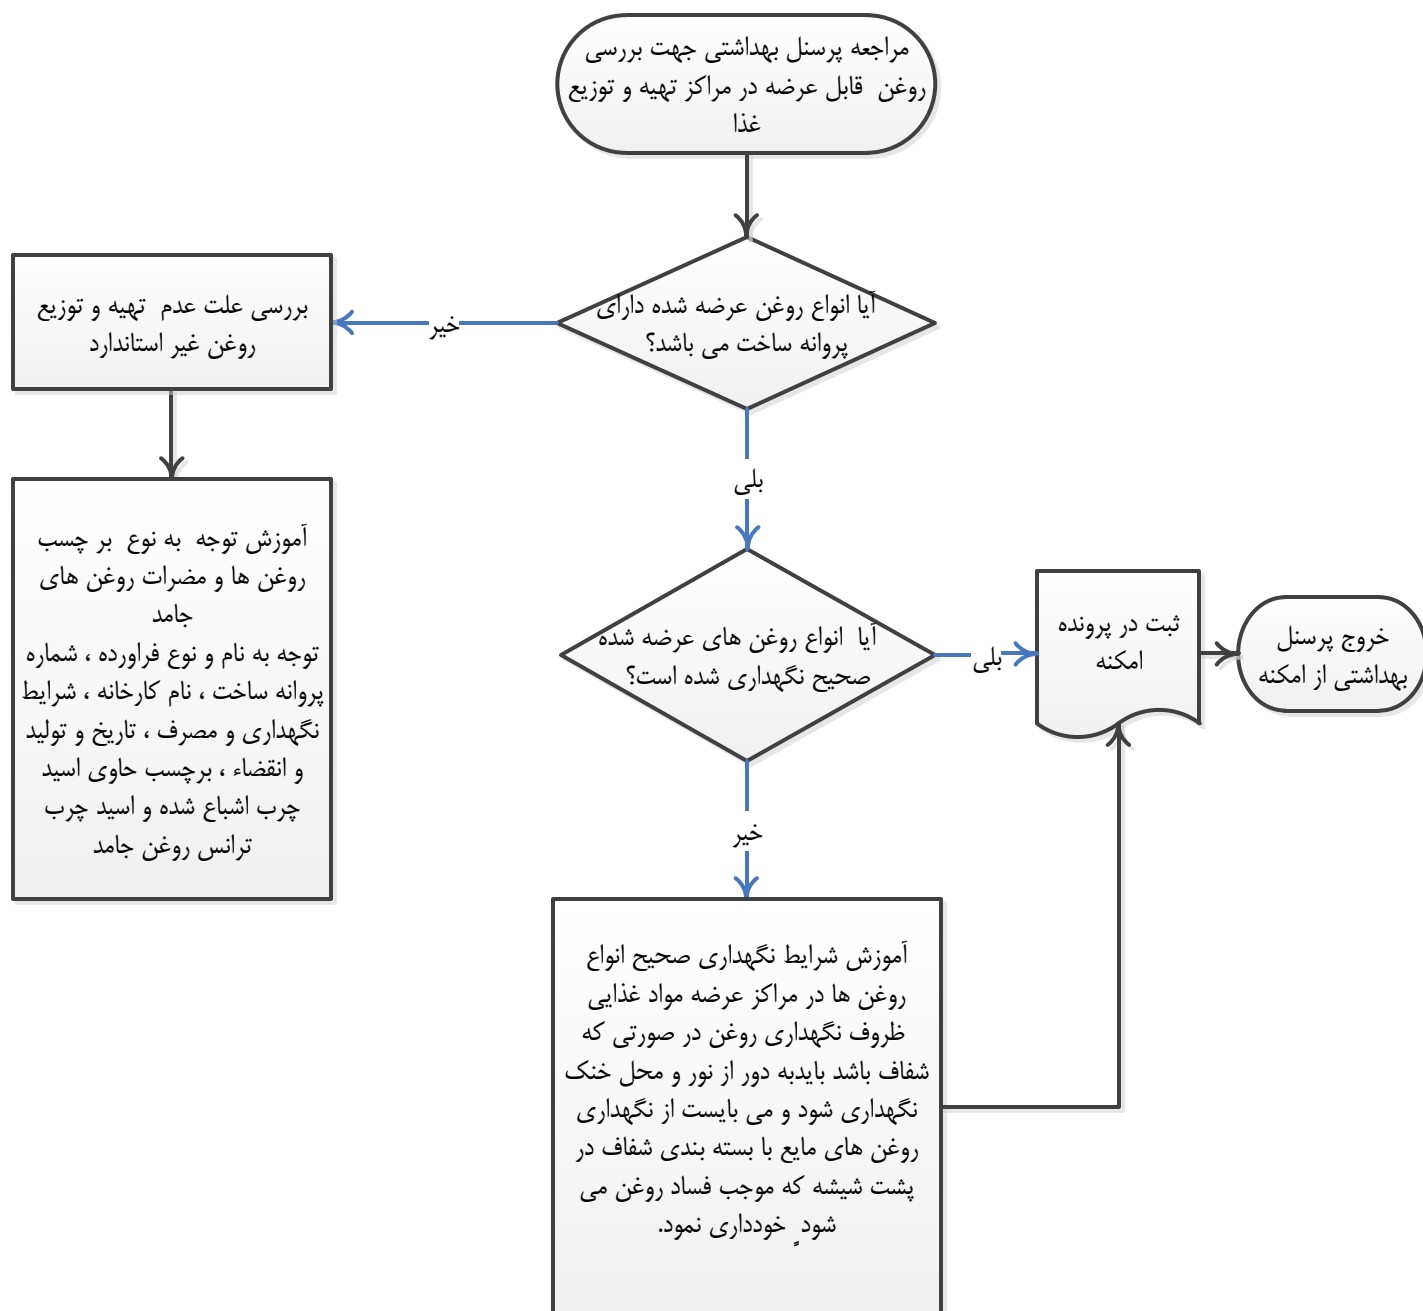 مراجعه پرسنل بهداشتی جهت بررسی
روغن قابل عرضه در مراکز تهیه و توزیع
غذا
آیا انواع روغن عرضه شده دارای
پروانه ساخت می باشد؟
خیر
بررسی علت عدم تهیه و توزیع
روغن غیر استاندارد
آموزش توجه به نوع بر چسب
روغن ها و مضرات روغن های
جامد
توجه به نام و نوع فراورده ، شماره
پروانه ساخت ، نام کارخانه ، شرایط
نگهداری و مصرف ، تاریخ و تولید
و انقضاء ، برچسب حاوی اسید
چرب اشباع شده و اسید چرب
ترانس روغن جامد
بلی
آیا انواع روغن های عرضه شده
صحیح نگهداری شده است؟
بلی
ثبت در پرونده
امکنه
خروج پرسنل
بهداشتی از امکنه
خیر
آموزش شرایط نگهداری صحیح انواع
روغن ها در مراکز عرضه مواد غذایی
ظروف نگهداری روغن در صورتی که
شفاف باشد بایدبه دور از نور و محل خنک
نگهداری شود و می بایست از نگهداری
روغن های مایع با بسته بندی شفاف در
پشت شیشه که موجب فساد روغن می
شود ٍ خودداری نمود.